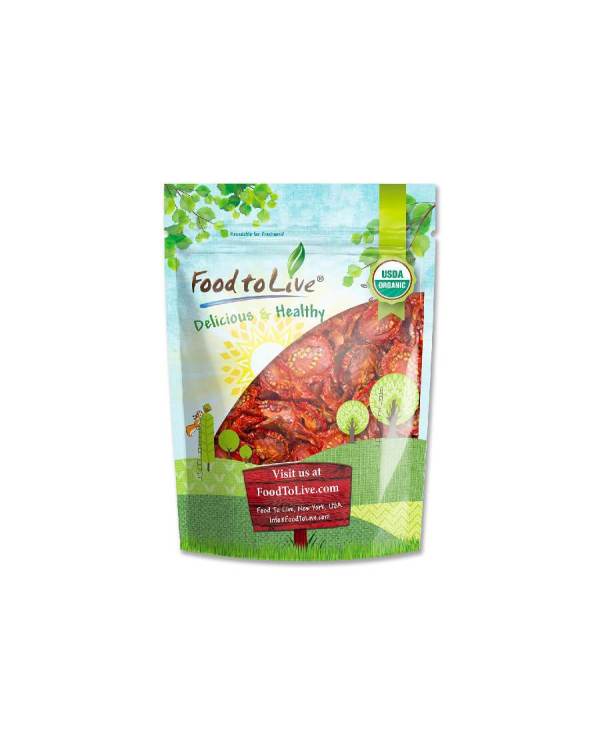 Resealable for Freshness!
Food to Live®
USDA
ORGANIC
Delicious & Healthy
Visit us at
FoodToLive.com
Food To Live, New York, USA
info@FoodToLive.com